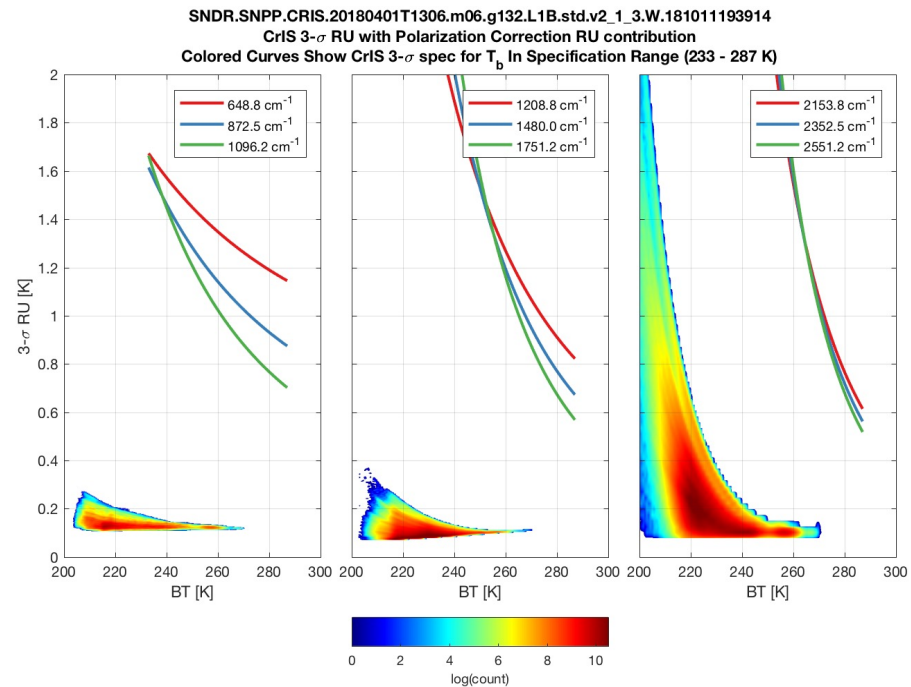 SNDR.SNPP.CRIS.20180401T1306.m06.g132.L1B.std.v2_1_3.W.181011193914
CrIS 3-σ RU with Polarization Correction RU contribution
Colored Curves Show CrIS 3-σ spec for T_b In Specification Range (233 - 287 K)
648.8 cm⁻¹
872.5 cm⁻¹
1096.2 cm⁻¹
1208.8 cm⁻¹
1480.0 cm⁻¹
1751.2 cm⁻¹
2153.8 cm⁻¹
2352.5 cm⁻¹
2551.2 cm⁻¹
3-σ RU [K]
2
1.8
1.6
1.4
1.2
1
0.8
0.6
0.4
0.2
0
200 220 240 260 280 300
200 220 240 260 280 300
200 220 240 260 280 300
BT [K]
BT [K]
BT [K]
0 2 4 6 8 10
log(count)